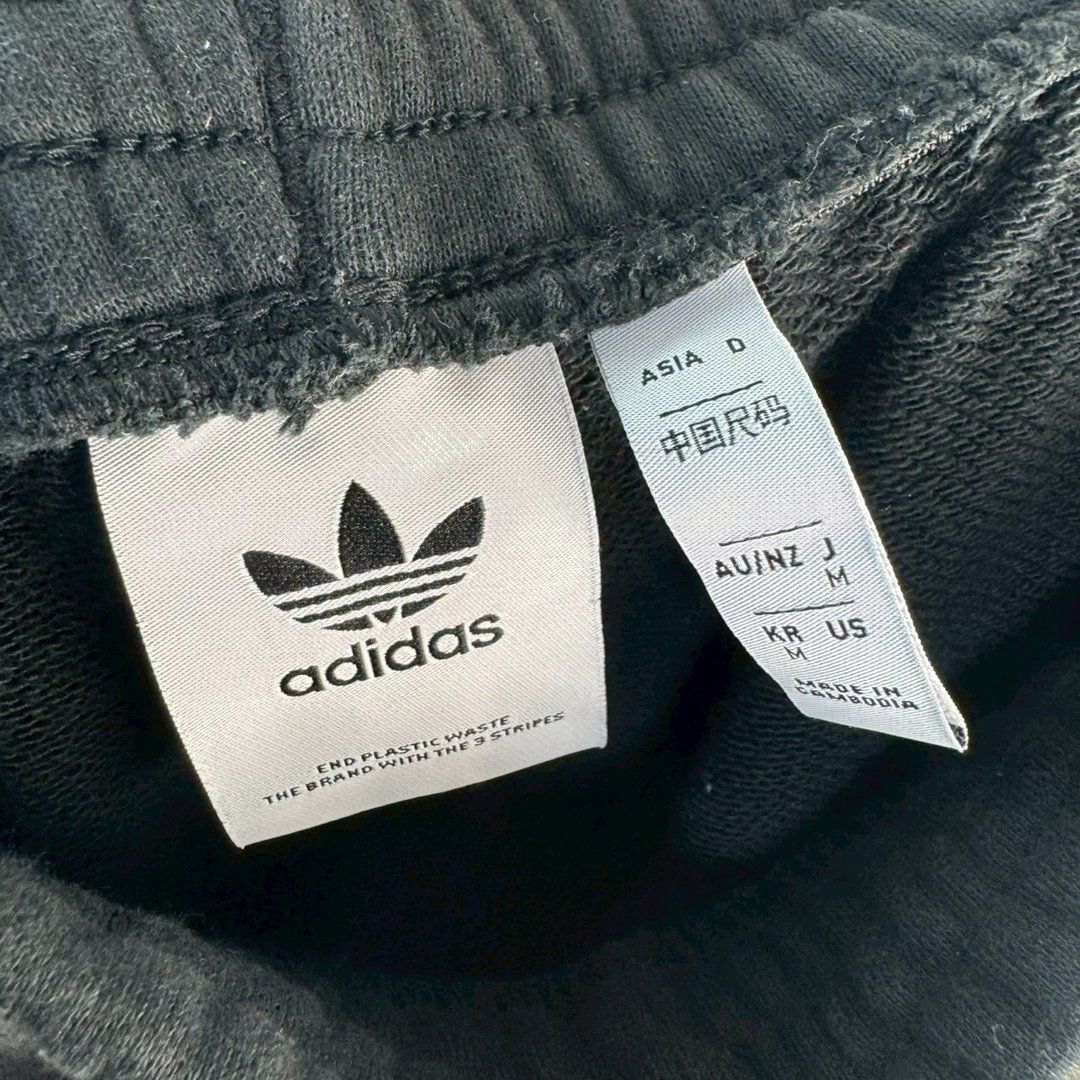 adidas
END PLASTIC WASTE
THE BRAND WITH THE 3 STRIPES
ASIA D
中国尺码
AU/NZ J
M
KR US
M
MADE IN
CAMBODIA